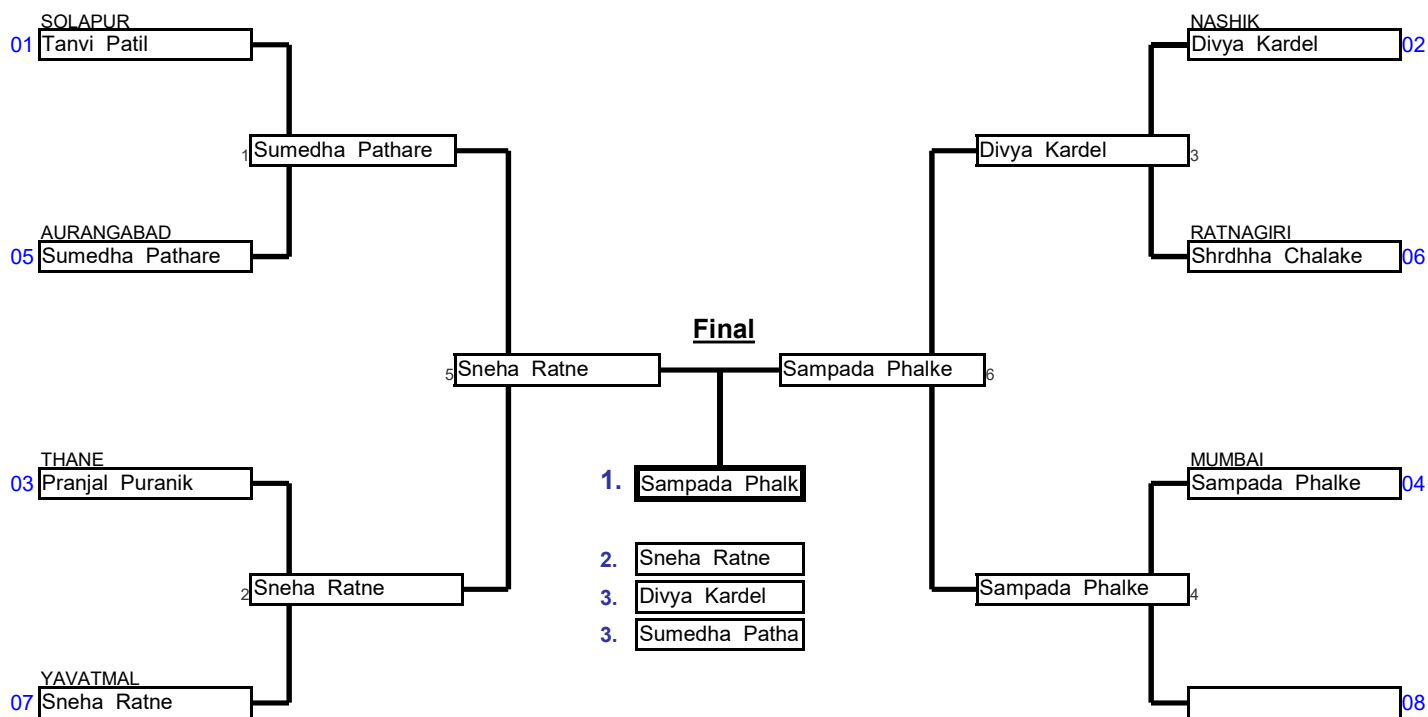 SOLAPUR
01 Tanvi Patil
NASHIK
Divya Kardel 02
1 Sumedha Pathare
Divya Kardel 3
AURANGABAD
05 Sumedha Pathare
RATNAGIRI
Shrdhha Chalake 06
Final
5 Sneha Ratne
Sampada Phalke 6
THANE
03 Pranjal Puranik
1. Sampada Phalk
MUMBAI
Sampada Phalke 04
2. Sneha Ratne
3. Divya Kardel
3. Sumedha Patha
2 Sneha Ratne
Sampada Phalke 4
YAVATMAL
07 Sneha Ratne
08